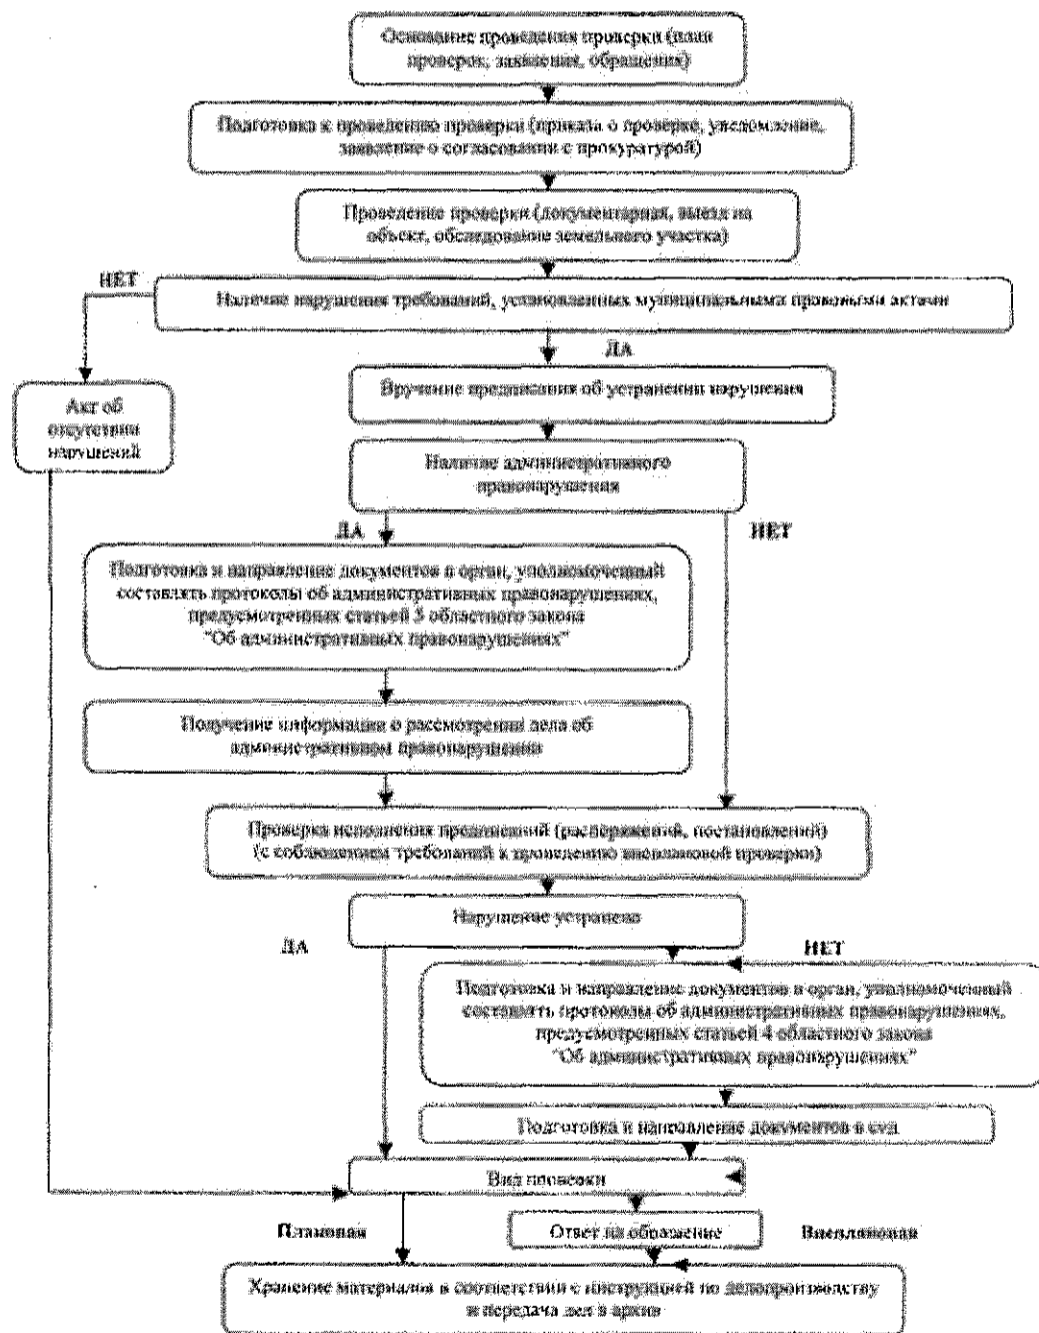 Основание проведения проверки (план
проверок, заявления, обращения)
Подготовка к проведению проверки (приказа о проверке, уведомление,
заявление о согласовании с прокуратурой)
Проведение проверки (документарная, выезд на
объект, обследование земельного участка)
НЕТ
Наличие нарушения требований, установленных муниципальными правовыми актами
ДА
Вручение предписания об устранении нарушения
Акт об
отсутствии
нарушений
Наличие административного
правонарушения
ДА
НЕТ
Подготовка и направление документов в орган, уполномоченный
составлять протоколы об административных правонарушениях,
предусмотренных статьей 5 областного закона
"Об административных правонарушениях"
Получение информации о рассмотрении дела об
административном правонарушении
Проверка исполнения предписаний (распоряжений, постановлений)
(с соблюдением требований к проведению внеплановой проверки)
Нарушение устранено
ДА
НЕТ
Подготовка и направление документов в орган, уполномоченный
составлять протоколы об административных правонарушениях,
предусмотренных статьей 4 областного закона
"Об административных правонарушениях"
Подготовка и направление документов в суд
Вид проверки
Плановая
Ответ на обращение
Внеплановая
Хранение материалов в соответствии с инструкцией по делопроизводству
и передача дел в архив